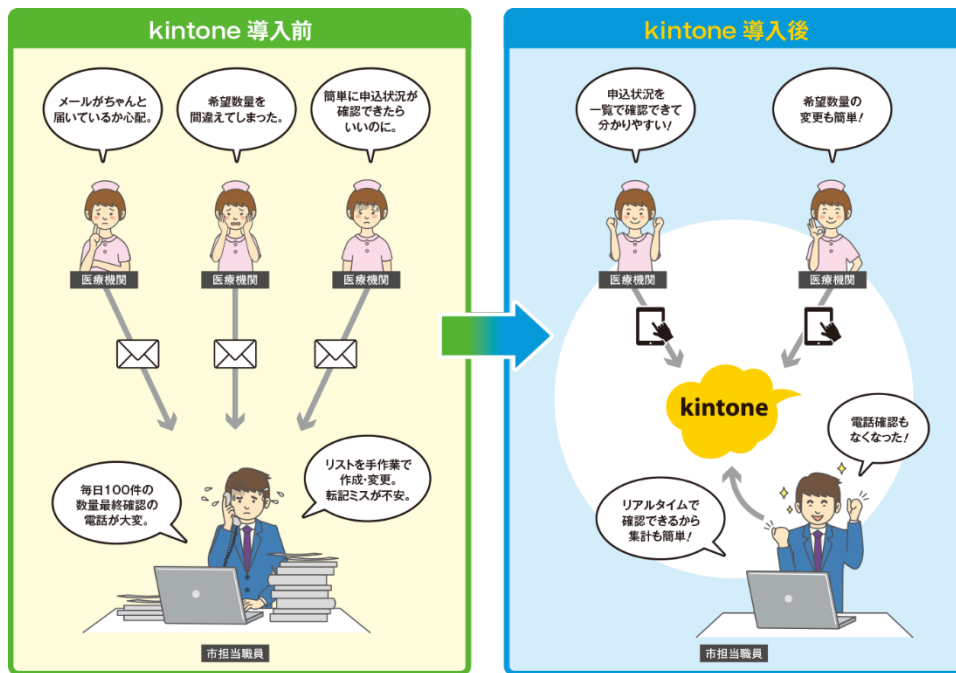 kintone 導入前
メールがちゃんと
届いているか心配。
希望数量を
間違えてしまった。
簡単に申込状況が
確認できたら
いいのに。
医療機関
医療機関
医療機関
毎日100件の
数量最終確認の
電話が大変。
リストを手作業で
作成・変更。
転記ミスが不安。
市担当職員
kintone 導入後
申込状況を
一覧で確認できて
分かりやすい!
希望数量の
変更も簡単!
医療機関
医療機関
kintone
電話確認も
なくなった!
リアルタイムで
確認できるから
集計も簡単!
市担当職員